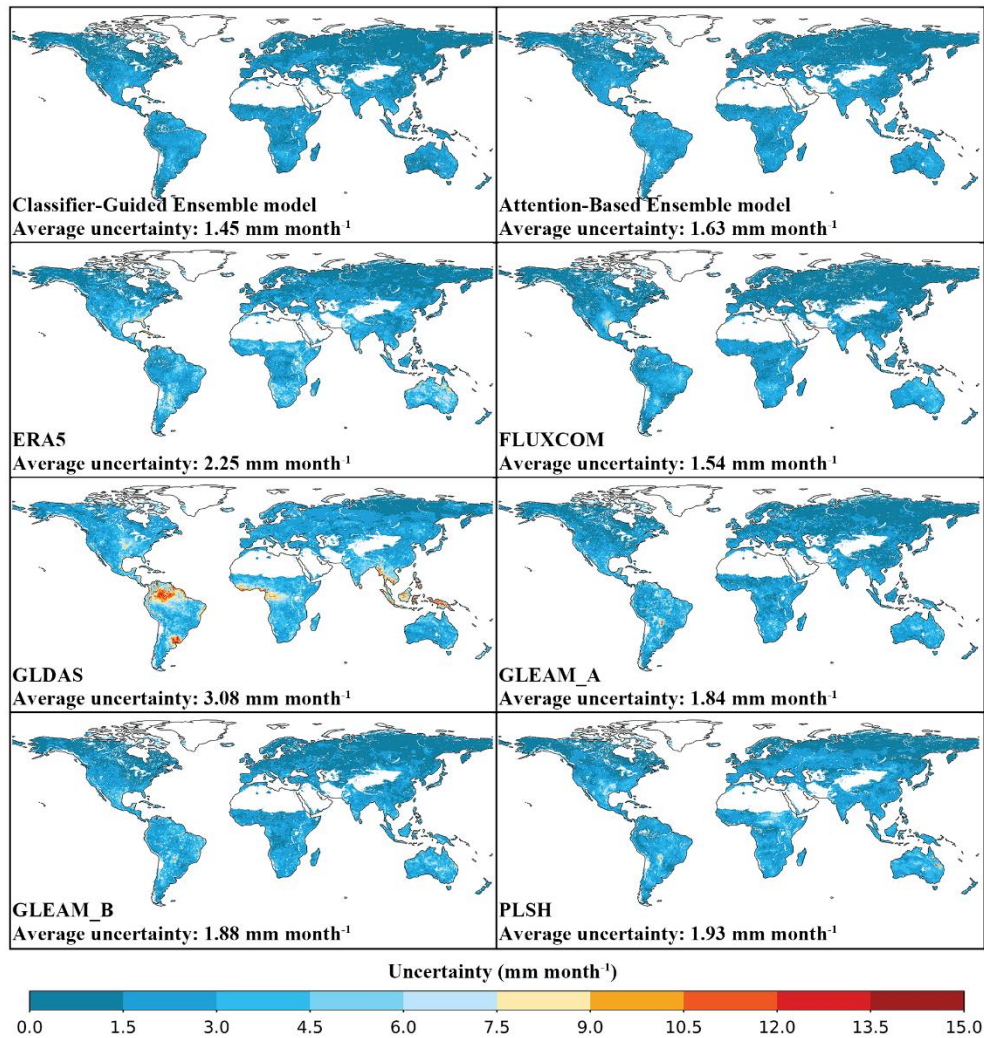 Classifier-Guided Ensemble model
Average uncertainty: 1.45 mm month⁻¹
Attention-Based Ensemble model
Average uncertainty: 1.63 mm month⁻¹
ERA5
Average uncertainty: 2.25 mm month⁻¹
FLUXCOM
Average uncertainty: 1.54 mm month⁻¹
GLDAS
Average uncertainty: 3.08 mm month⁻¹
GLEAM_A
Average uncertainty: 1.84 mm month⁻¹
GLEAM_B
Average uncertainty: 1.88 mm month⁻¹
PLSH
Average uncertainty: 1.93 mm month⁻¹
Uncertainty (mm month⁻¹)
0.0 1.5 3.0 4.5 6.0 7.5 9.0 10.5 12.0 13.5 15.0